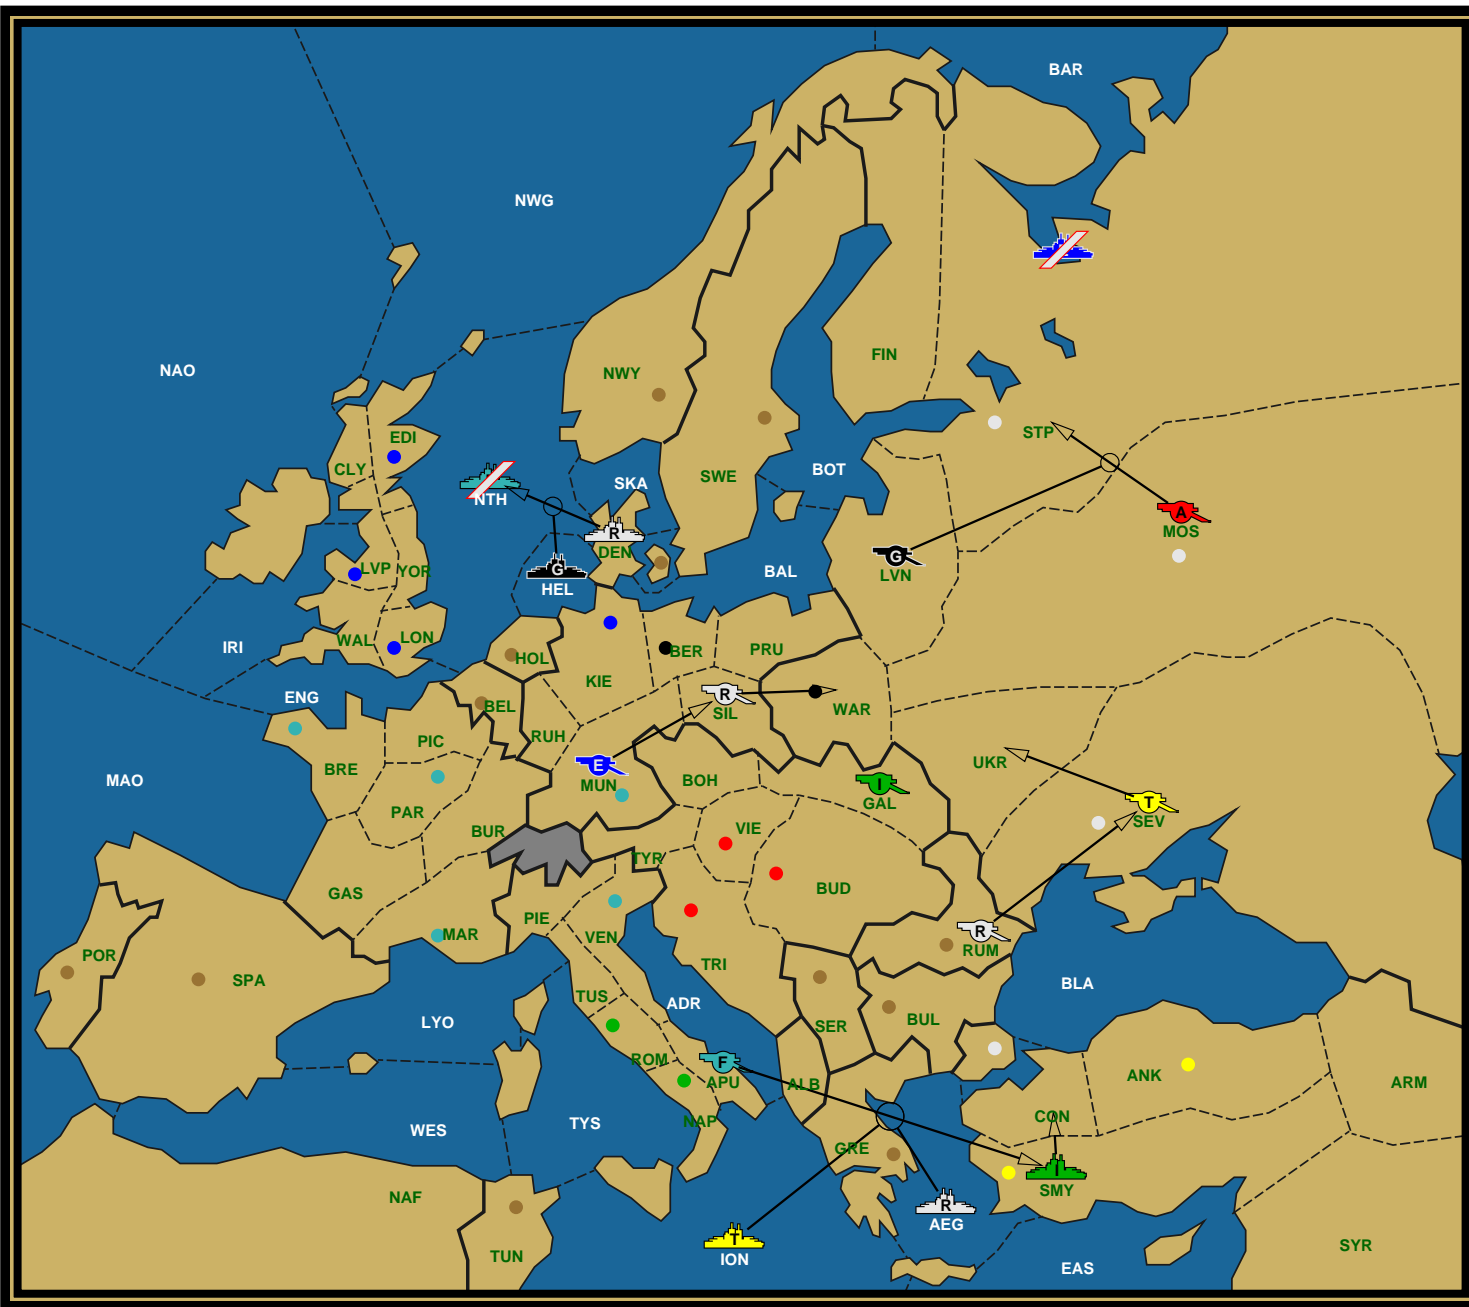 BAR
NWG
NAO
FIN
NWY
EDI
STP
CLY
SWE
BOT
SKA
NTH
A
MOS
R
DEN
G
LVN
G
HEL
BAL
LVP
YOR
IRI
WAL
LON
HOL
BER
PRU
KIE
ENG
BEL
R
SIL
WAR
RUH
PIC
BRE
E
MUN
BOH
UKR
MAO
I
GAL
T
SEV
PAR
BUR
VIE
TYR
BUD
GAS
PIE
MAR
VEN
R
RUM
POR
SPA
TRI
BLA
TUS
ADR
LYO
SER
BUL
ROM
F
APU
ALB
ANK
ARM
CON
NAP
TYS
WES
GRE
I
SMY
NAF
R
AEG
T
ION
TUN
SYR
EAS